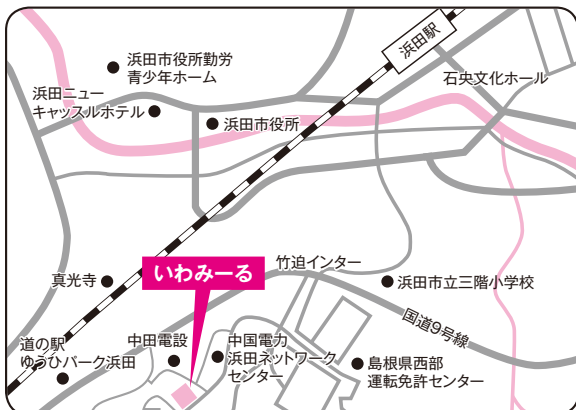 浜田駅
浜田市役所勤労
青少年ホーム
石央文化ホール
浜田ニュー
キャッスルホテル
浜田市役所
竹迫インター
いわみーる
真光寺
浜田市立三階小学校
国道9号線
道の駅
ゆうひパーク浜田
中田電設
中国電力
浜田ネットワーク
センター
島根県西部
運転免許センター